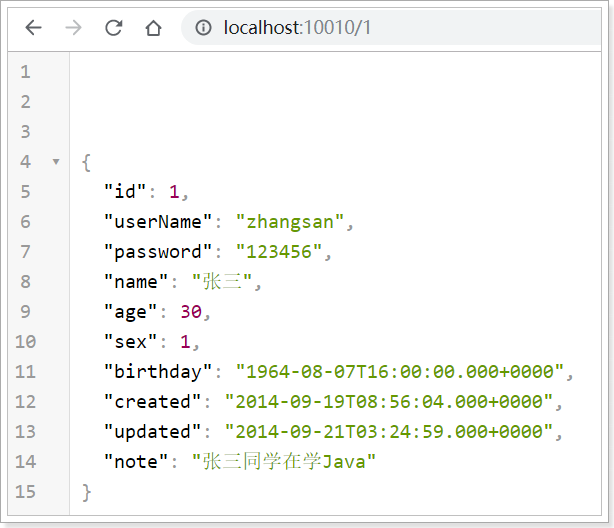 localhost:10010/1
1
2
3
4 {
5 "id": 1,
6 "userName": "zhangsan",
7 "password": "123456",
8 "name": "张三",
9 "age": 30,
10 "sex": 1,
11 "birthday": "1964-08-07T16:00:00.000+0000",
12 "created": "2014-09-19T08:56:04.000+0000",
13 "updated": "2014-09-21T03:24:59.000+0000",
14 "note": "张三同学在学Java"
15 }